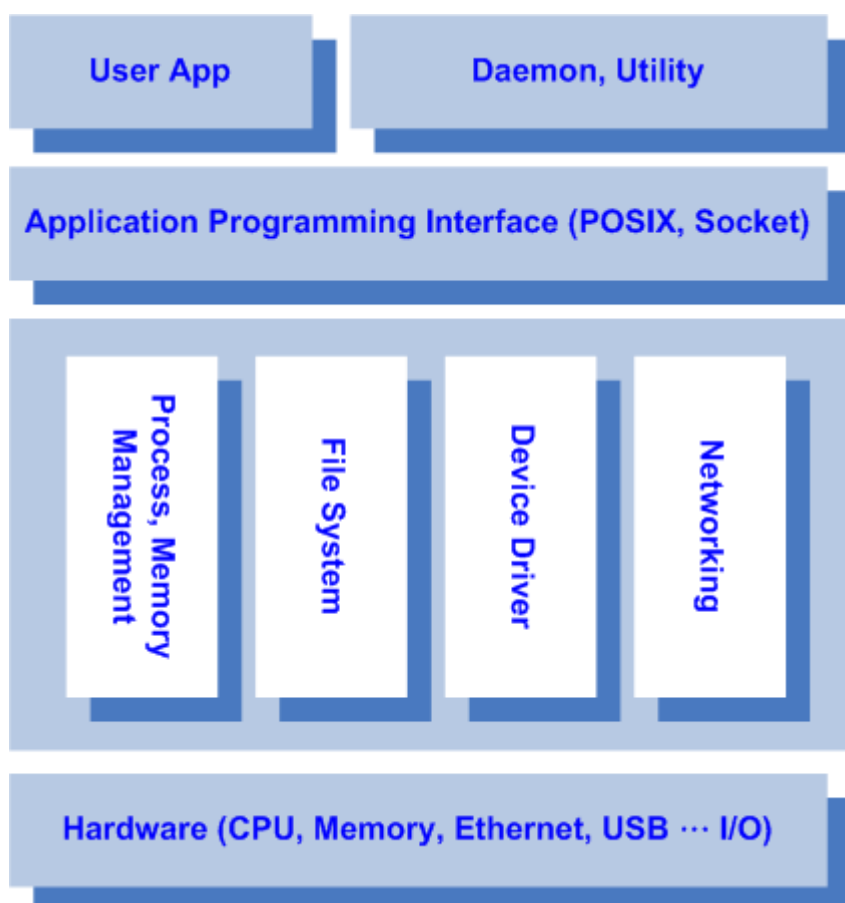 User App
Daemon, Utility
Application Programming Interface (POSIX, Socket)
Process, Memory
Management
File System
Device Driver
Networking
Hardware (CPU, Memory, Ethernet, USB ··· I/O)